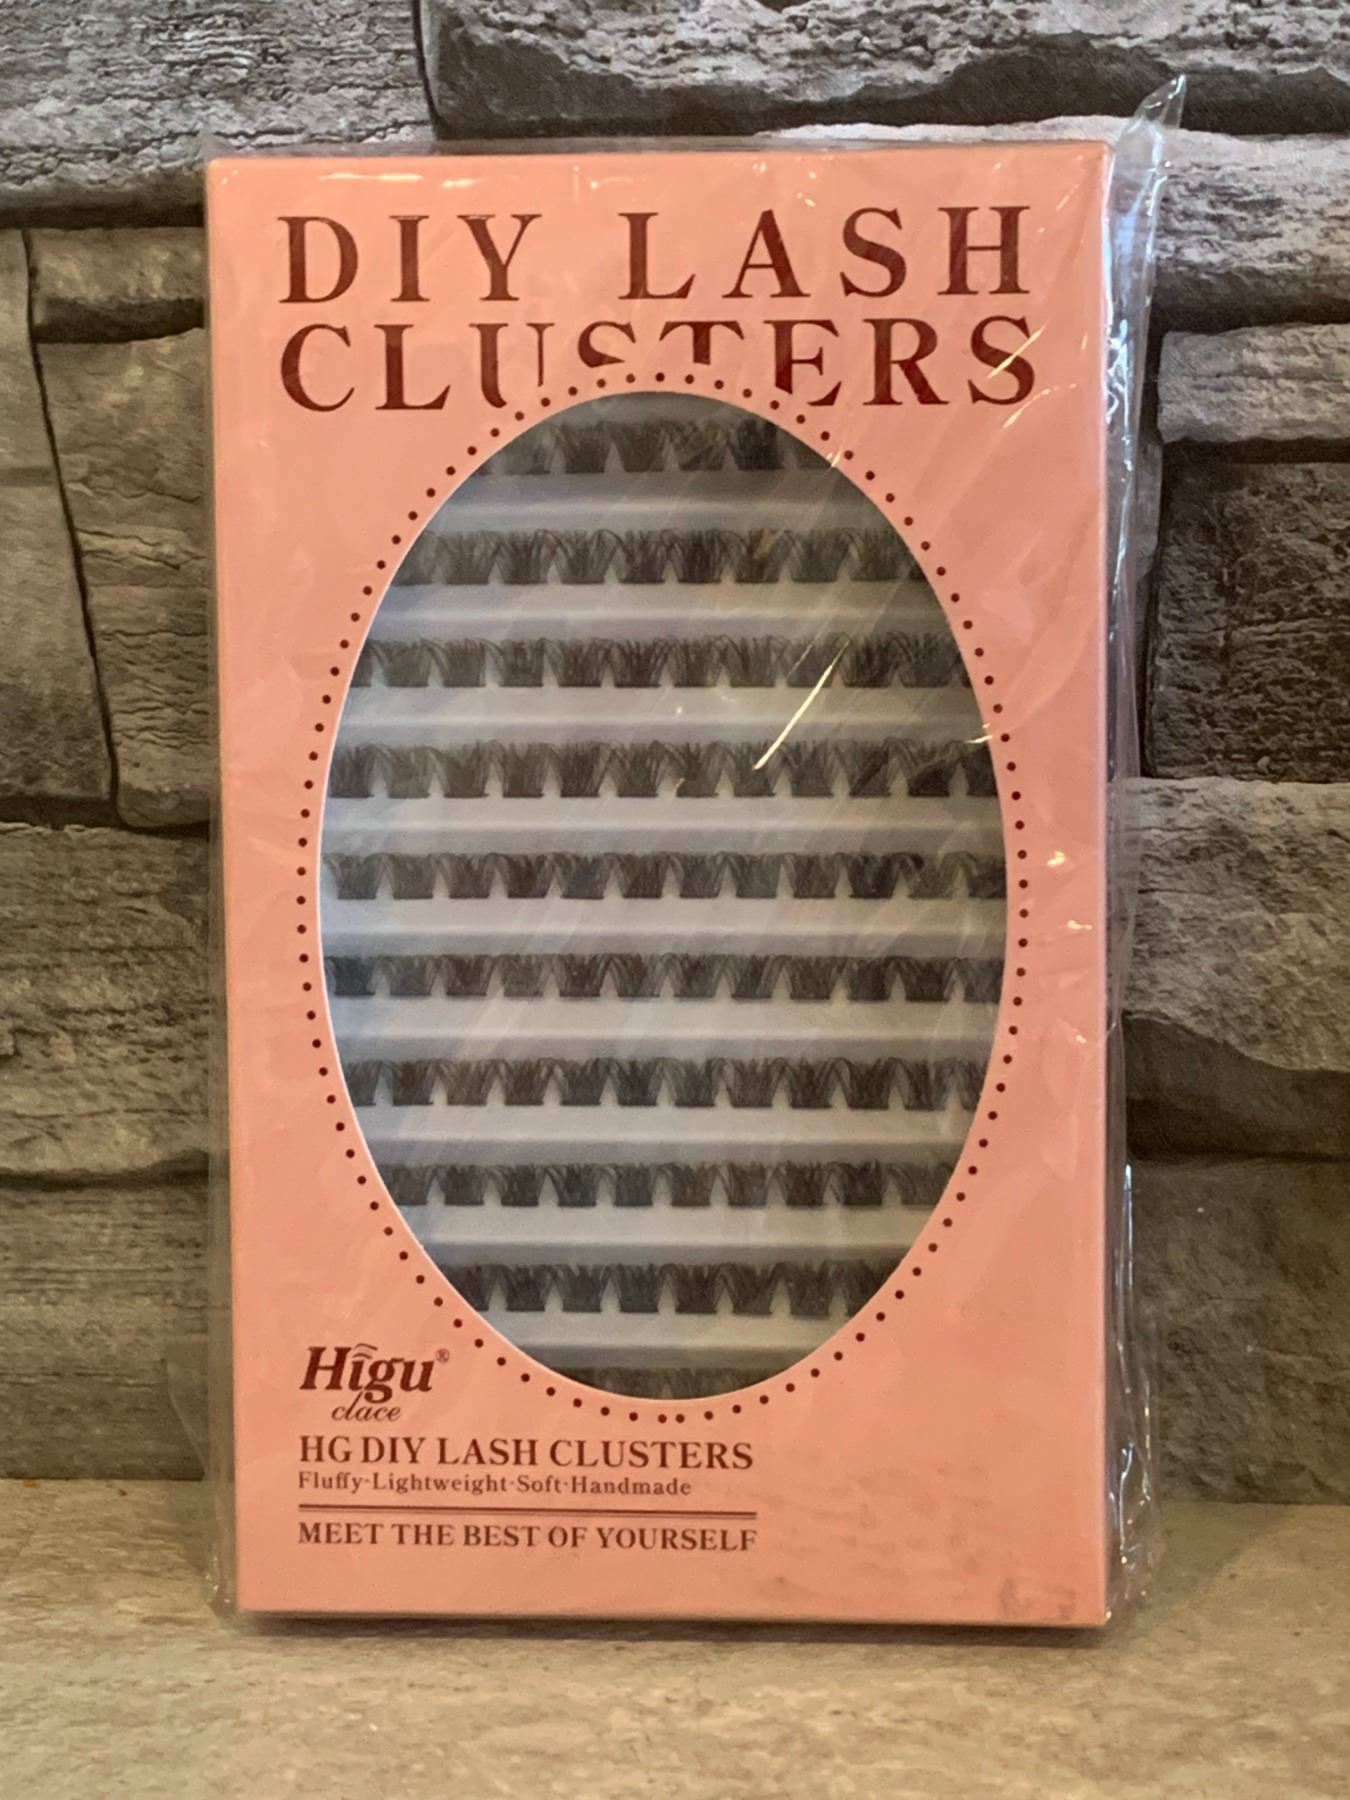 DIY LASH
CLUSTERS
Higu®
clace
HG DIY LASH CLUSTERS
Fluffy·Lightweight·Soft·Handmade
MEET THE BEST OF YOURSELF